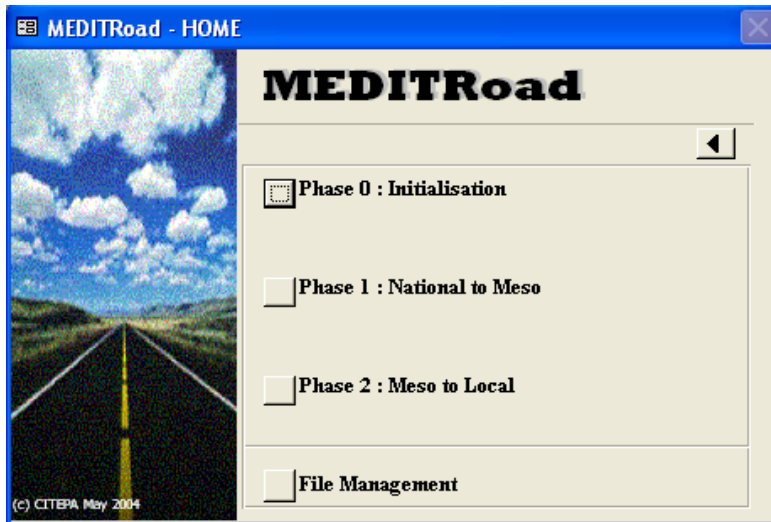 MEDITRoad - HOME
MEDITRoad
Phase 0 : Initialisation
Phase 1 : National to Meso
Phase 2 : Meso to Local
File Management
(c) CITEPA May 2004